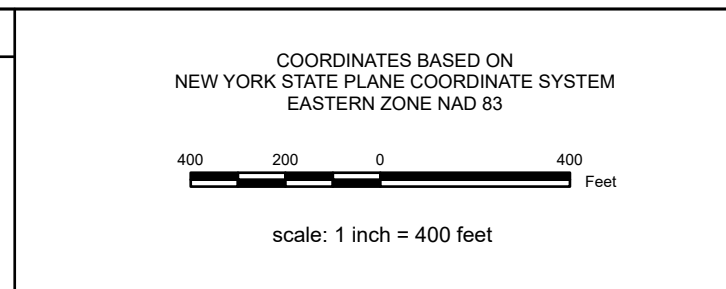 COORDINATES BASED ON
NEW YORK STATE PLANE COORDINATE SYSTEM
EASTERN ZONE NAD 83
400 200 0 400
Feet
scale: 1 inch = 400 feet